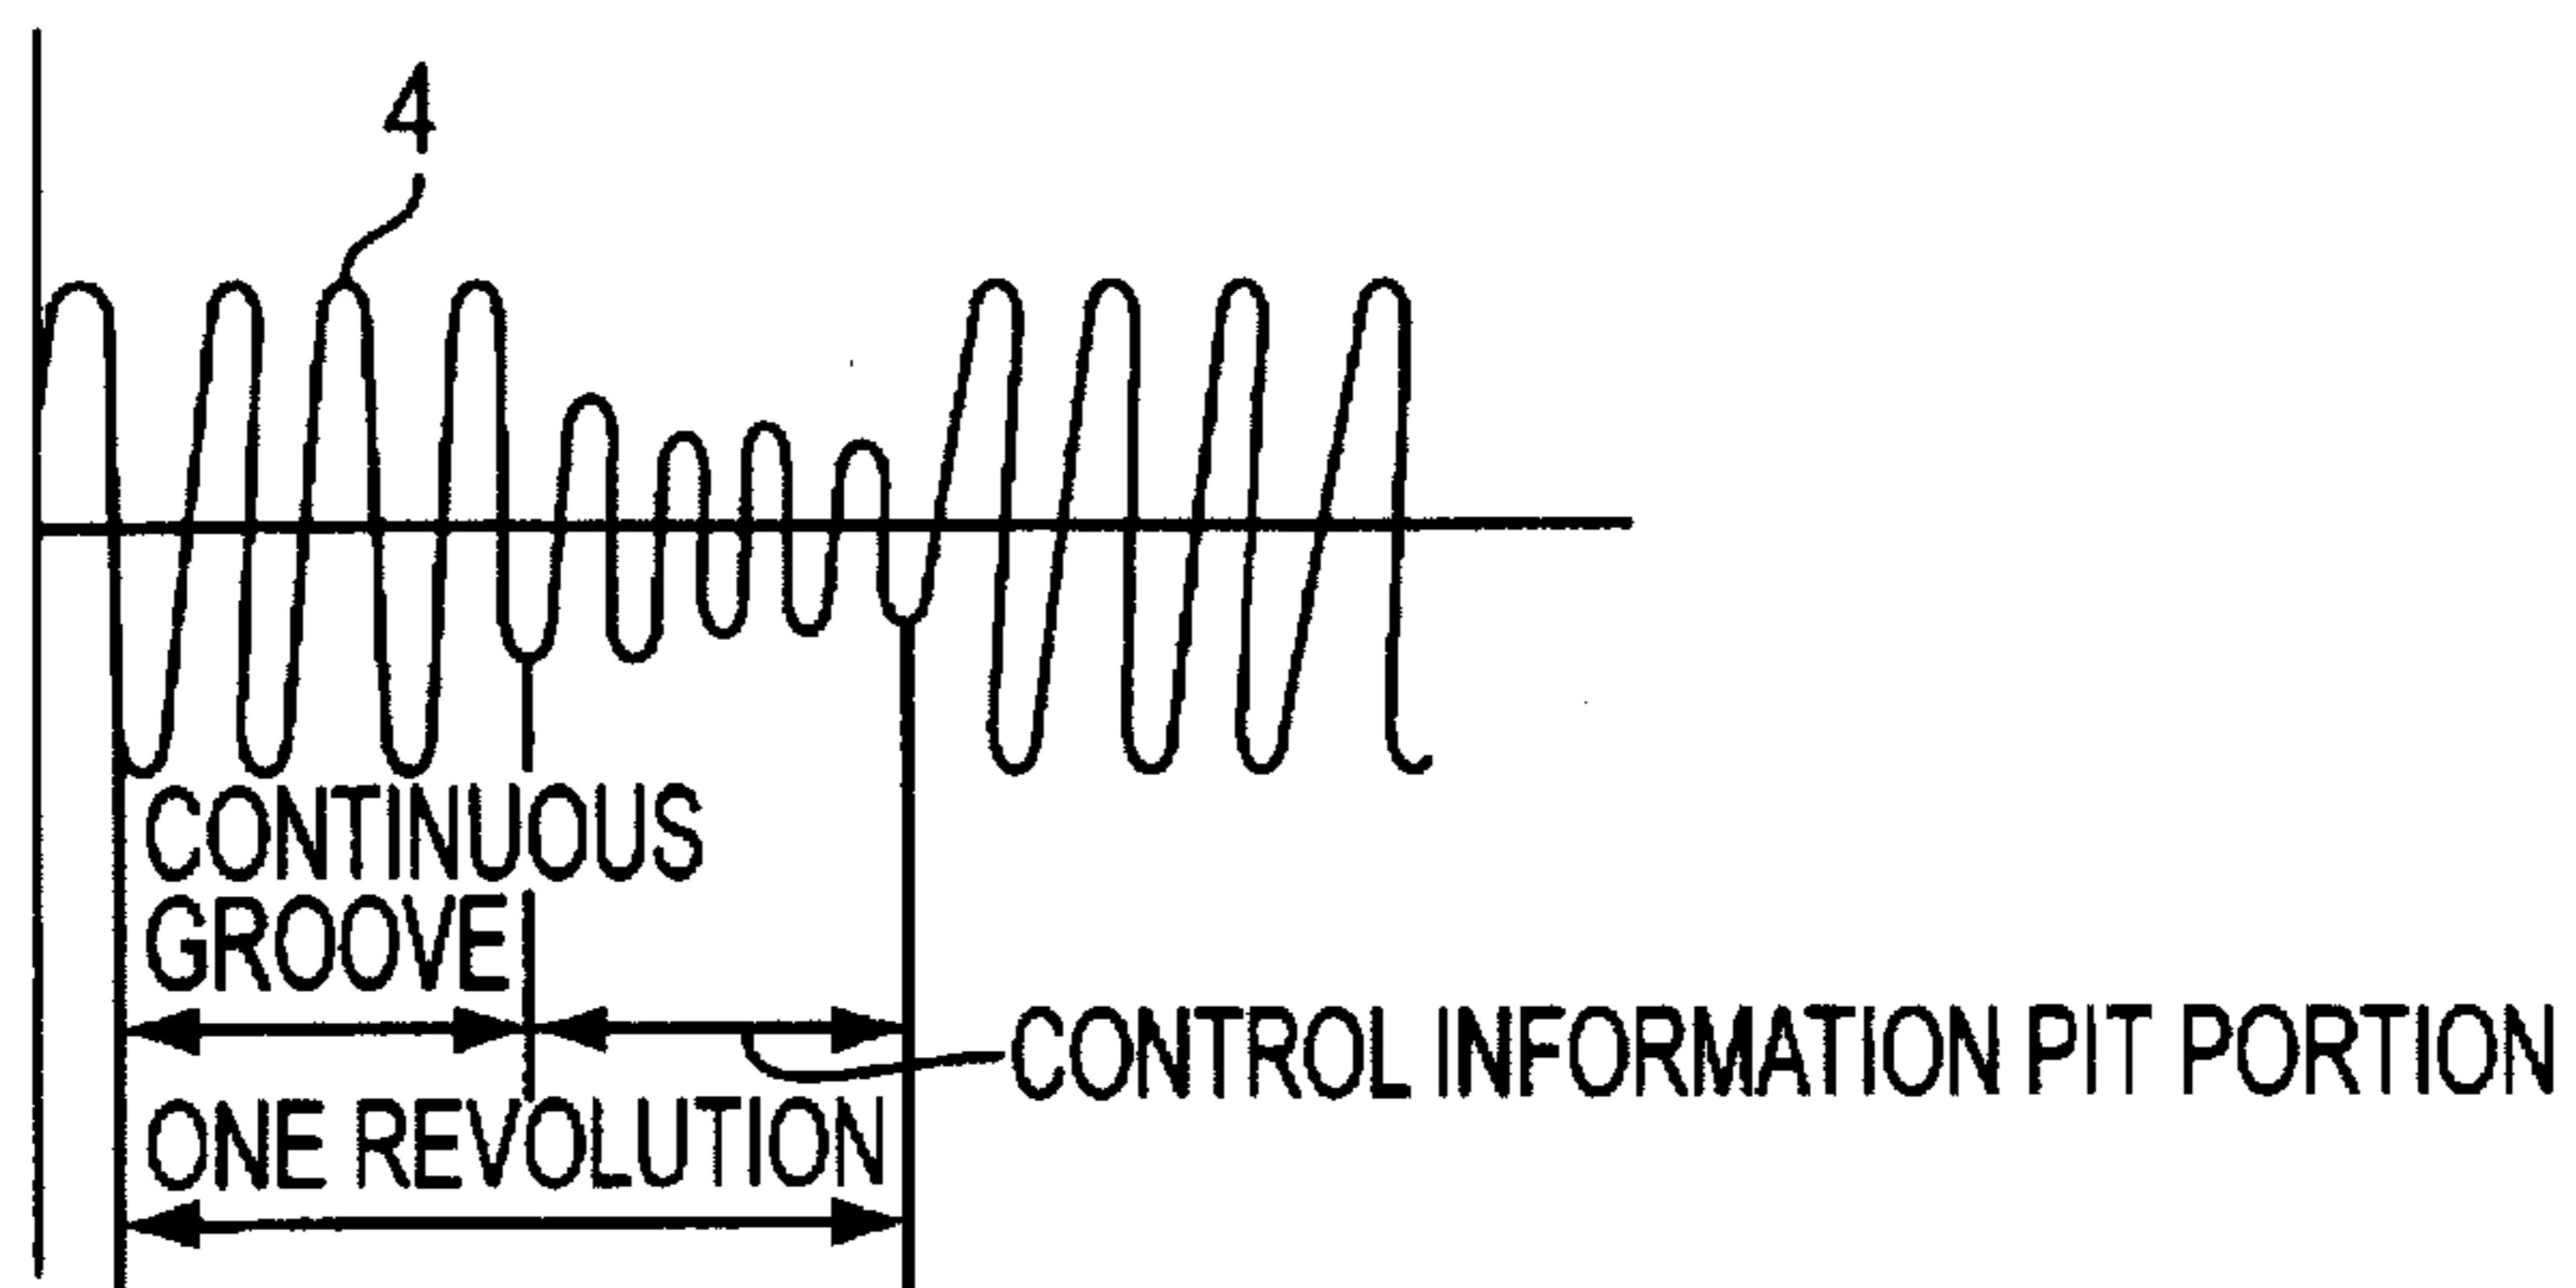 4
CONTINUOUS
GROOVE
CONTROL INFORMATION PIT PORTION
ONE REVOLUTION